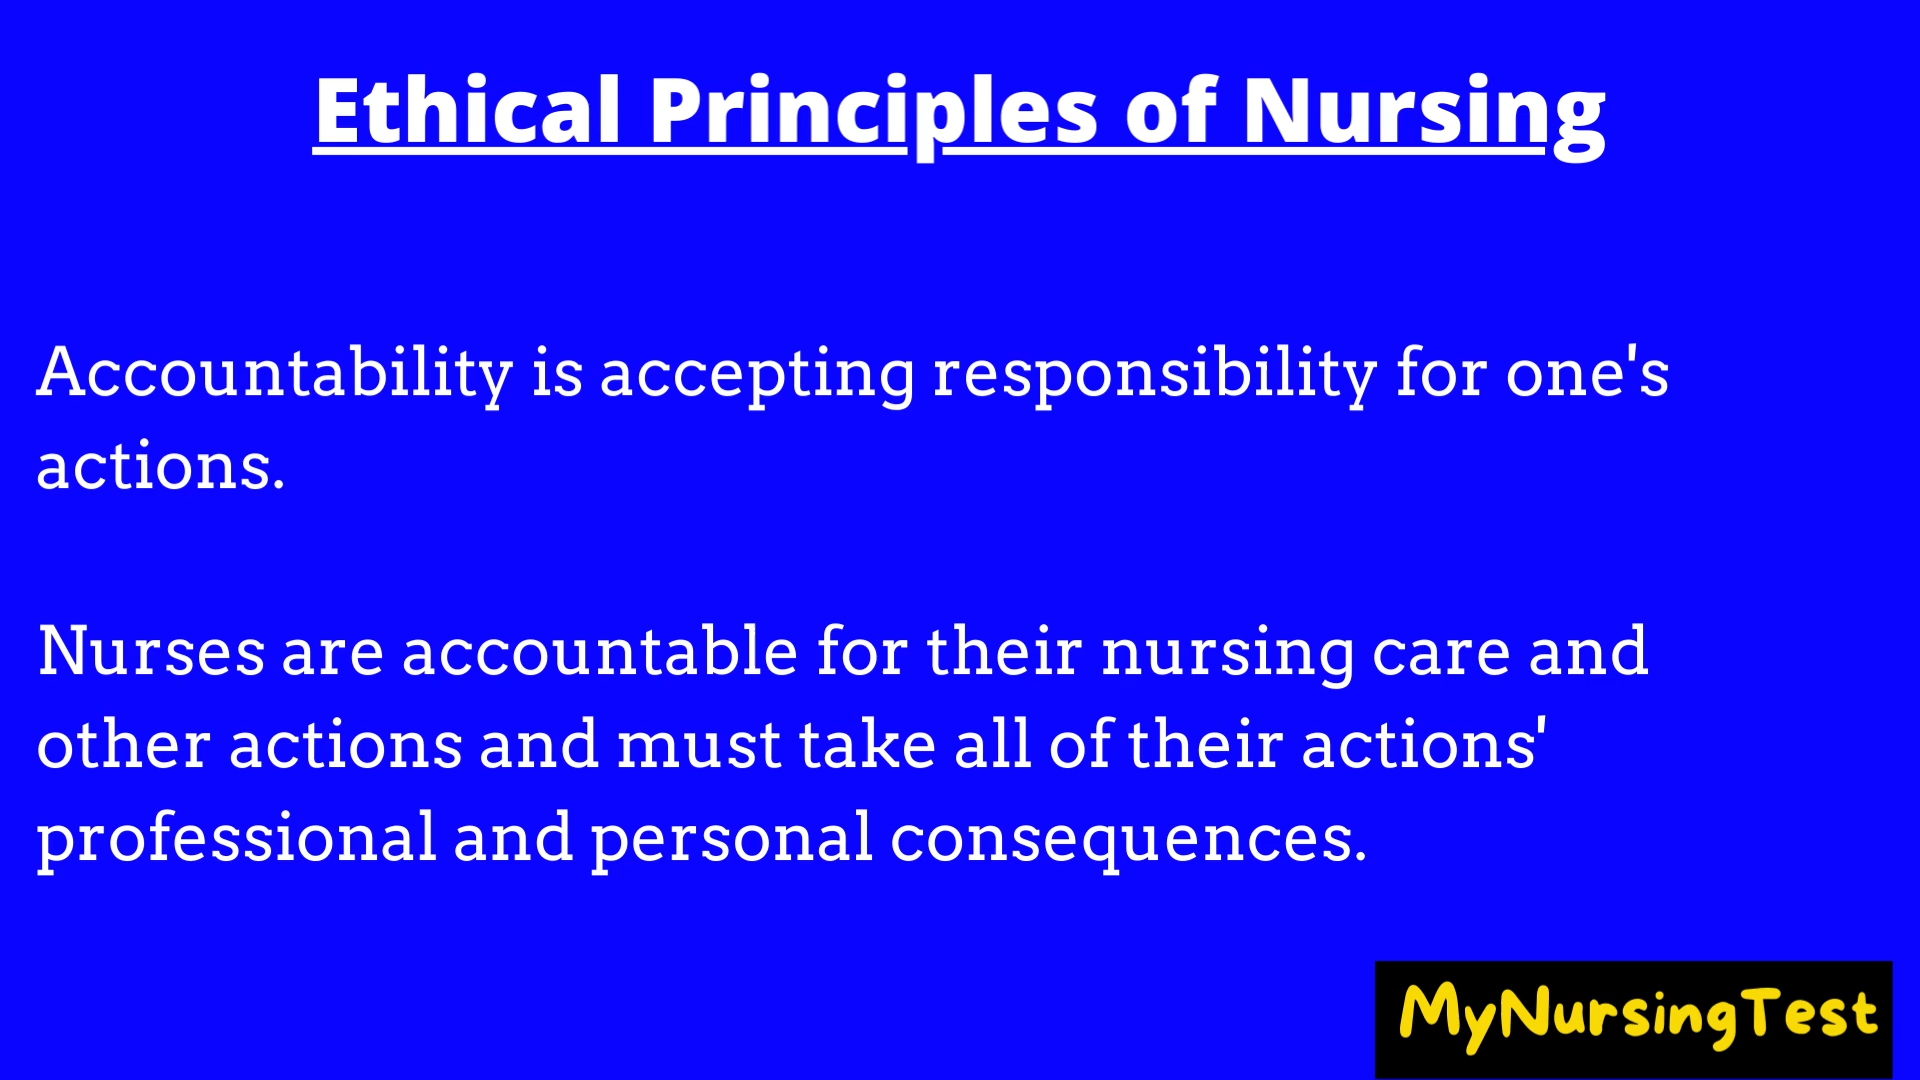 Ethical Principles of Nursing
Accountability is accepting responsibility for one's
actions.
Nurses are accountable for their nursing care and
other actions and must take all of their actions'
professional and personal consequences.
MyNursingTest